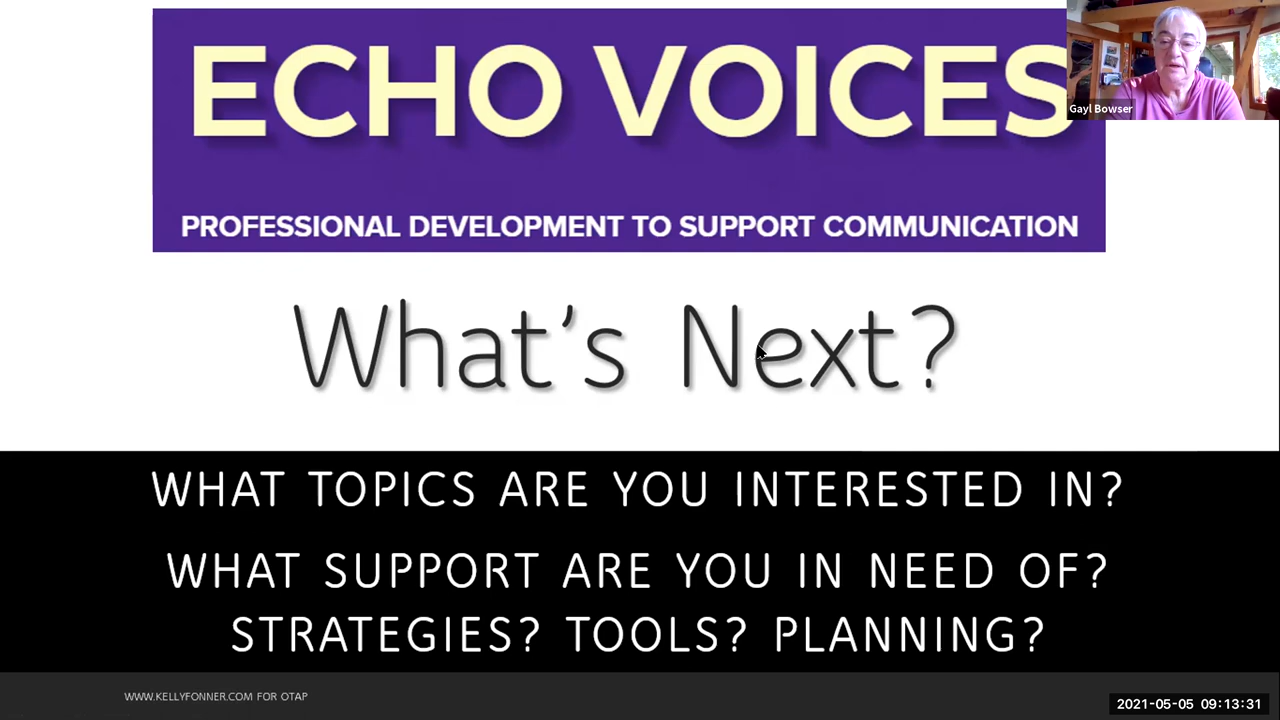 ECHO VOICES
Gayl Bowser
PROFESSIONAL DEVELOPMENT TO SUPPORT COMMUNICATION
What's Next?
WHAT TOPICS ARE YOU INTERESTED IN?
WHAT SUPPORT ARE YOU IN NEED OF?
STRATEGIES? TOOLS? PLANNING?
WWW.KELLYFONNER.COM FOR OTAP
2021-05-05 09:13:31